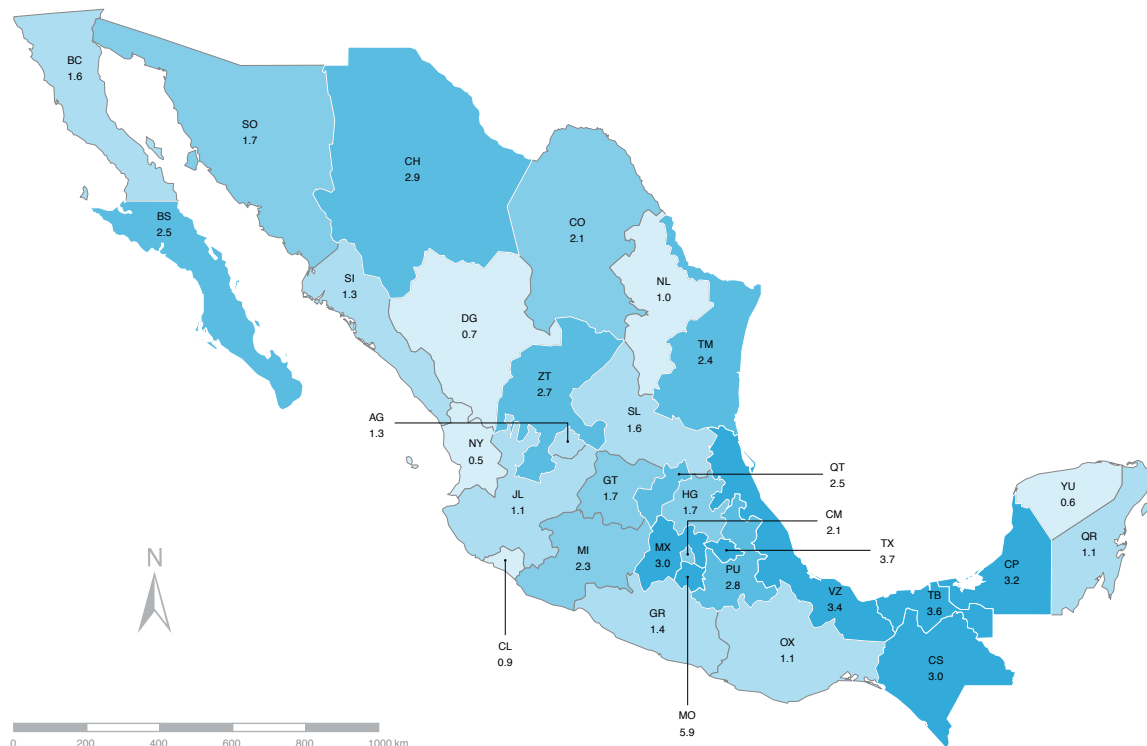 BC
1.6
SO
1.7
CH
2.9
BS
2.5
CO
2.1
SI
1.3
NL
1.0
DG
0.7
TM
2.4
ZT
2.7
AG
1.3
SL
1.6
NY
0.5
QT
2.5
GT
1.7
HG
1.7
YU
0.6
JL
1.1
CM
2.1
QR
1.1
MI
2.3
MX
3.0
TX
3.7
PU
2.8
CP
3.2
N
VZ
3.4
TB
3.6
GR
1.4
OX
1.1
CL
0.9
CS
3.0
MO
5.9
0 200 400 600 800 1000 km